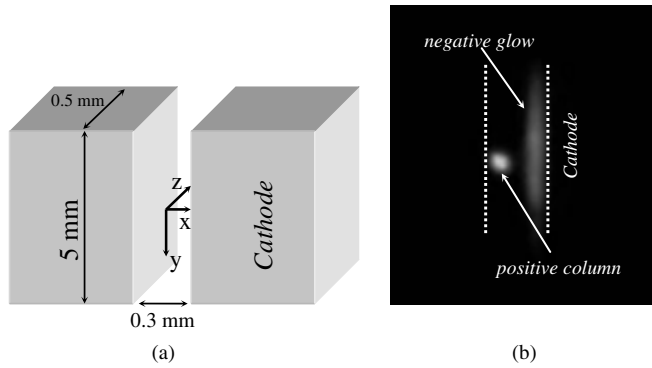 0.5 mm
5 mm
z
x
y
Cathode
0.3 mm
(a)
negative glow
Cathode
positive column
(b)